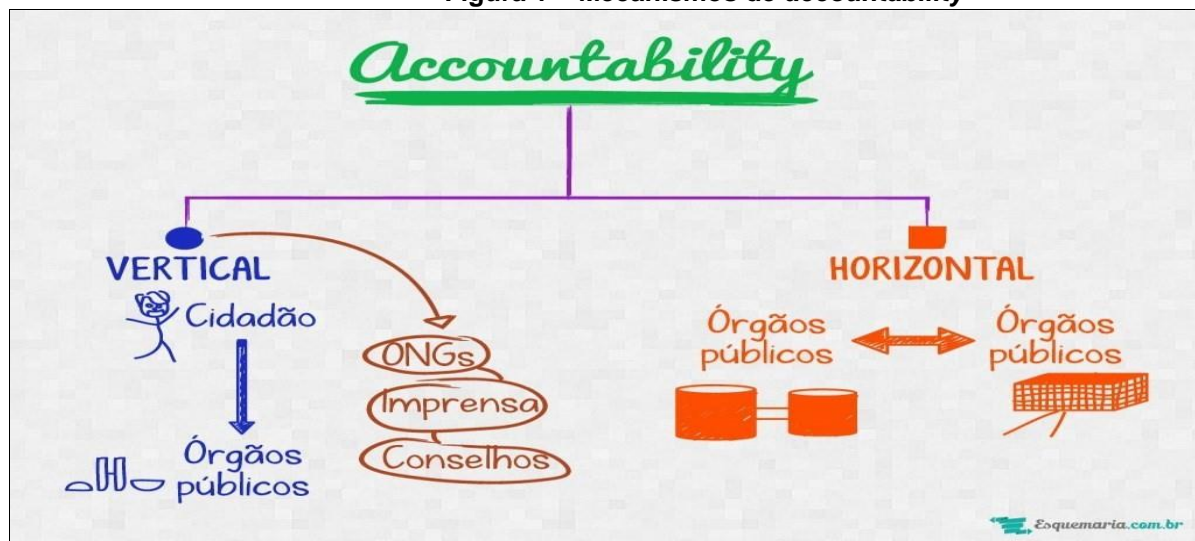 Accountability
VERTICAL
Cidadão
Órgãos
públicos
ONGs
Imprensa
Conselhos
HORIZONTAL
Órgãos
públicos
Órgãos
públicos
Esquemaria.com.br